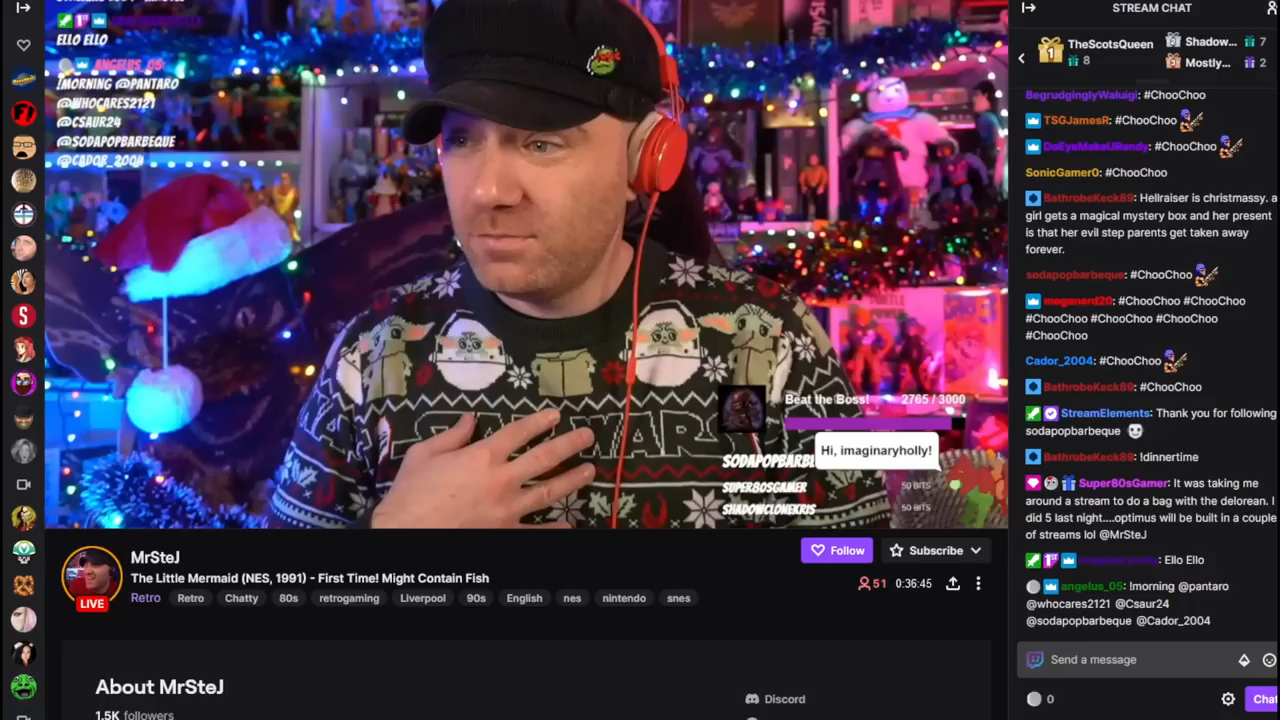 ELLO ELLO
ANGELUS_05:
!MORNING @PANTARO
@WHOCARES2121
@CSAUR24
@SODAPOPBARBEQUE
@CADOR_2004
STAR WARS
Beat the Boss! 2765 / 3000
Hi, imaginaryholly!
SUPER80SGAMER 50 BITS
SHADOWCLONEKRIS 50 BITS
MrSteJ
The Little Mermaid (NES, 1991) - First Time! Might Contain Fish
Retro Retro Chatty 80s retrogaming Liverpool 90s English nes nintendo snes
LIVE
Follow
Subscribe
51 0:36:45
About MrSteJ
1.5K followers
Discord
STREAM CHAT
1 TheScotsQueen 8
Shadow... 7
Mostly... 2
BegrudginglyWaluigi: #ChooChoo
TSGJamesR: #ChooChoo
DoEyeMakeURandy: #ChooChoo
SonicGamer0: #ChooChoo
BathrobeKeck89: Hellraiser is christmassy. a
girl gets a magical mystery box and her present
is that her evil step parents get taken away
forever.
sodapopbarbeque: #ChooChoo
maganerd20: #ChooChoo #ChooChoo
#ChooChoo #ChooChoo #ChooChoo
#ChooChoo
Cador_2004: #ChooChoo
BathrobeKeck89: #ChooChoo
StreamElements: Thank you for following
sodapopbarbeque
BathrobeKeck89: !dinnertime
Super80sGamer: It was taking me
around a stream to do a bag with the delorean. I
did 5 last night....optimus will be built in a couple
of streams lol @MrSteJ
: Ello Ello
angelus_05: !morning @pantaro
@whocares2121 @Csaur24
@sodapopbarbeque @Cador_2004
Send a message
0